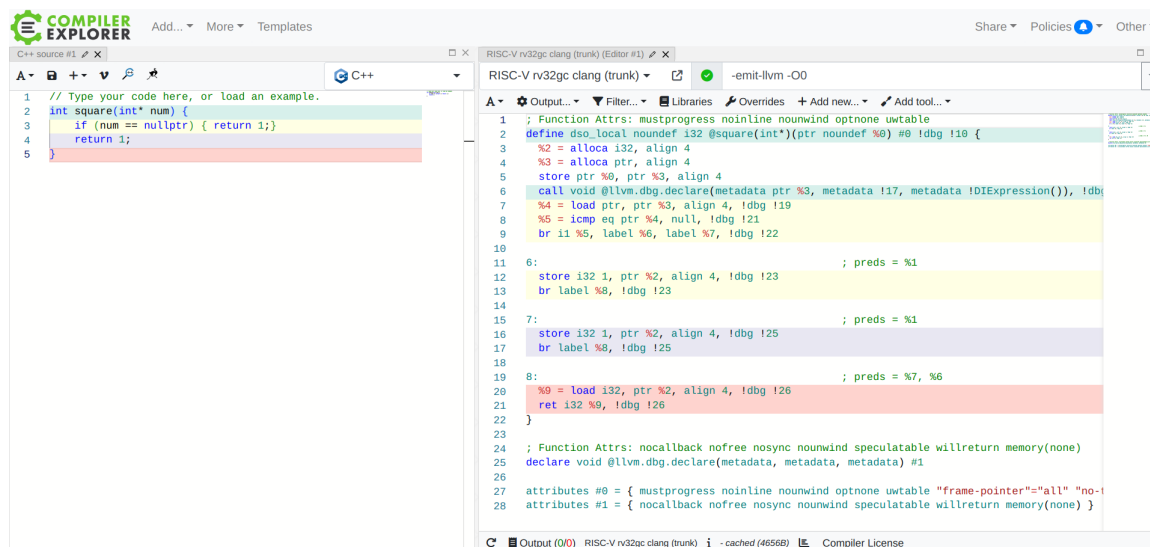 COMPILER EXPLORER Add... More Templates Share Policies Other
C++ source #1
A C++
1 // Type your code here, or load an example.
2 int square(int* num) {
3 if (num == nullptr) { return 1;}
4 return 1;
5 }
RISC-V rv32gc clang (trunk) (Editor #1)
RISC-V rv32gc clang (trunk) -emit-llvm -O0
A Output... Filter... Libraries Overrides Add new... Add tool...
1 ; Function Attrs: mustprogress noinline nounwind optnone uwtable
2 define dso_local noundef i32 @square(int*)(ptr noundef %0) #0 !dbg !10 {
3 %2 = alloca i32, align 4
4 %3 = alloca ptr, align 4
5 store ptr %0, ptr %3, align 4
6 call void @llvm.dbg.declare(metadata ptr %3, metadata !17, metadata !DIExpression()), !dbg
7 %4 = load ptr, ptr %3, align 4, !dbg !19
8 %5 = icmp eq ptr %4, null, !dbg !21
9 br i1 %5, label %6, label %7, !dbg !22
10
11 6: ; preds = %1
12 store i32 1, ptr %2, align 4, !dbg !23
13 br label %8, !dbg !23
14
15 7: ; preds = %1
16 store i32 1, ptr %2, align 4, !dbg !25
17 br label %8, !dbg !25
18
19 8: ; preds = %7, %6
20 %9 = load i32, ptr %2, align 4, !dbg !26
21 ret i32 %9, !dbg !26
22 }
23
24 ; Function Attrs: nocallback nofree nosync nounwind speculatable willreturn memory(none)
25 declare void @llvm.dbg.declare(metadata, metadata, metadata) #1
26
27 attributes #0 = { mustprogress noinline nounwind optnone uwtable "frame-pointer"="all"
28 attributes #1 = { nocallback nofree nosync nounwind speculatable willreturn memory(none) }
Output (0/0) RISC-V rv32gc clang (trunk) i - cached (4656B) Compiler License